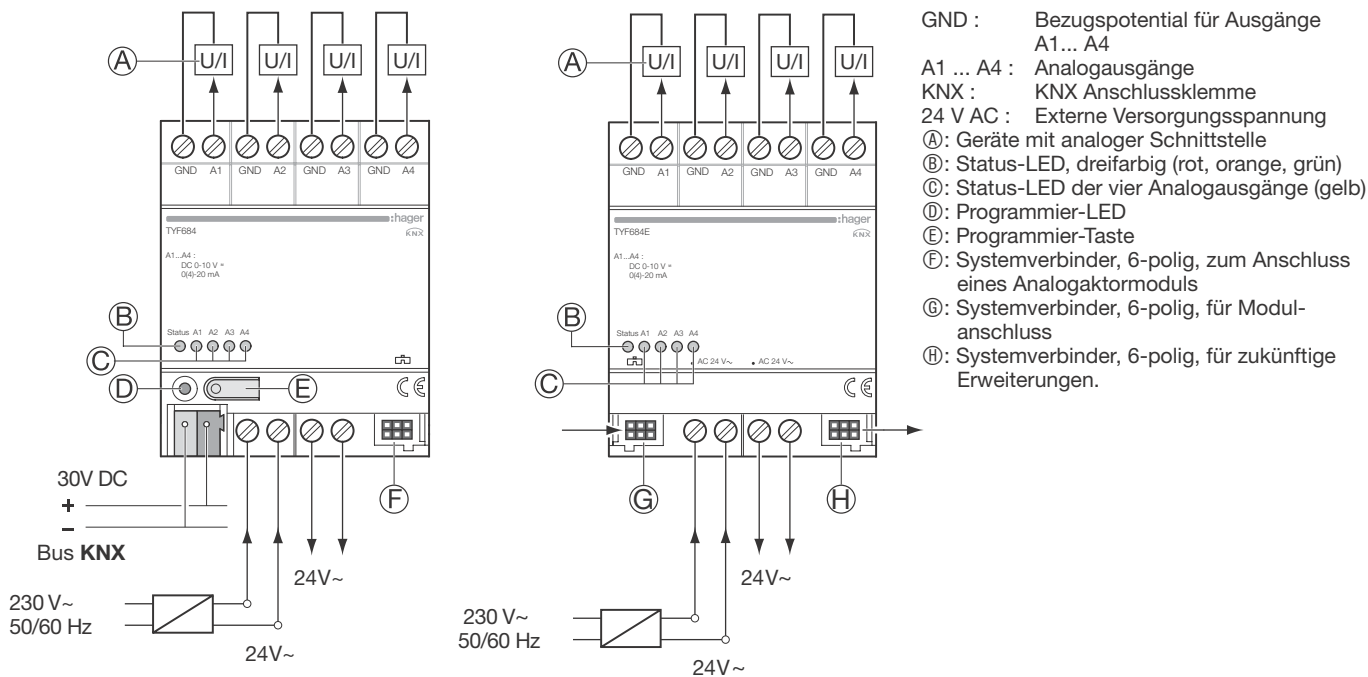 Ⓐ U/I U/I U/I U/I
GND A1 GND A2 GND A3 GND A4
:hager
TYF684
KNX
A1...A4 :
DC 0-10 V =
0(4)-20 mA
Ⓑ
Status A1 A2 A3 A4
Ⓒ
Ⓓ Ⓔ
CE
30V DC
+
–
Bus KNX
Ⓕ
24V~
230 V~
50/60 Hz
24V~
Ⓐ U/I U/I U/I U/I
GND A1 GND A2 GND A3 GND A4
:hager
TYF684E
KNX
A1...A4 :
DC 0-10 V =
0(4)-20 mA
Ⓑ
Status A1 A2 A3 A4
AC 24 V~ AC 24 V~
Ⓒ
CE
Ⓖ Ⓗ
24V~
230 V~
50/60 Hz
24V~
GND : Bezugspotential für Ausgänge
A1... A4
A1 ... A4 : Analogausgänge
KNX : KNX Anschlussklemme
24 V AC : Externe Versorgungsspannung
Ⓐ: Geräte mit analoger Schnittstelle
Ⓑ: Status-LED, dreifarbig (rot, orange, grün)
Ⓒ: Status-LED der vier Analogausgänge (gelb)
Ⓓ: Programmier-LED
Ⓔ: Programmier-Taste
Ⓕ: Systemverbinder, 6-polig, zum Anschluss
eines Analogaktormoduls
Ⓖ: Systemverbinder, 6-polig, für Modul-
anschluss
Ⓗ: Systemverbinder, 6-polig, für zukünftige
Erweiterungen.